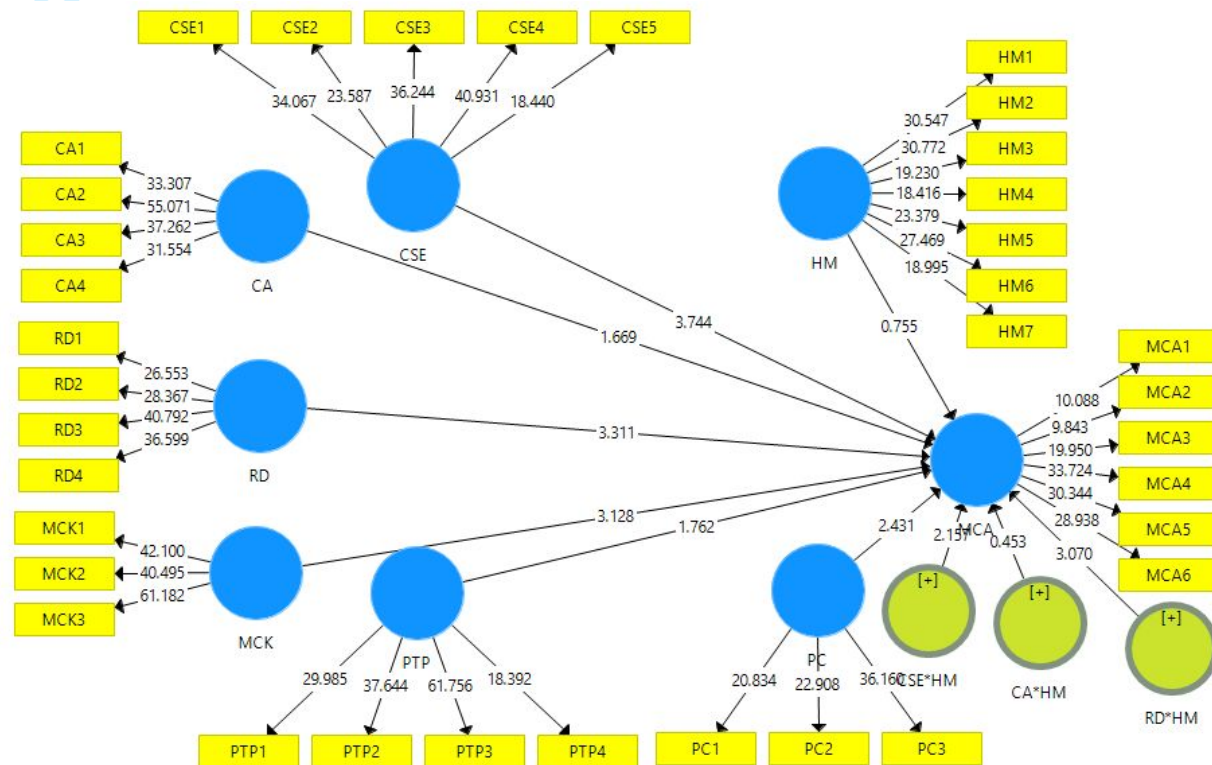 CSE1
CSE2
CSE3
CSE4
CSE5
34.067
23.587
36.244
40.931
18.440
CSE
HM1
HM2
HM3
HM4
HM5
HM6
HM7
30.547
30.772
19.230
18.416
23.379
27.469
18.995
HM
CA1
CA2
CA3
CA4
33.307
55.071
37.262
31.554
CA
3.744
1.669
0.755
RD1
RD2
RD3
RD4
26.553
28.367
40.792
36.599
RD
3.311
MCA1
MCA2
MCA3
MCA4
MCA5
MCA6
10.088
9.843
19.950
33.724
30.344
28.938
MCA
MCK1
MCK2
MCK3
42.100
40.495
61.182
MCK
3.128
1.762
2.431
2.157
0.453
3.070
PTP
29.985
37.644
61.756
18.392
PTP1
PTP2
PTP3
PTP4
PC
20.834
22.908
36.160
PC1
PC2
PC3
[+]
CSE*HM
[+]
CA*HM
[+]
RD*HM